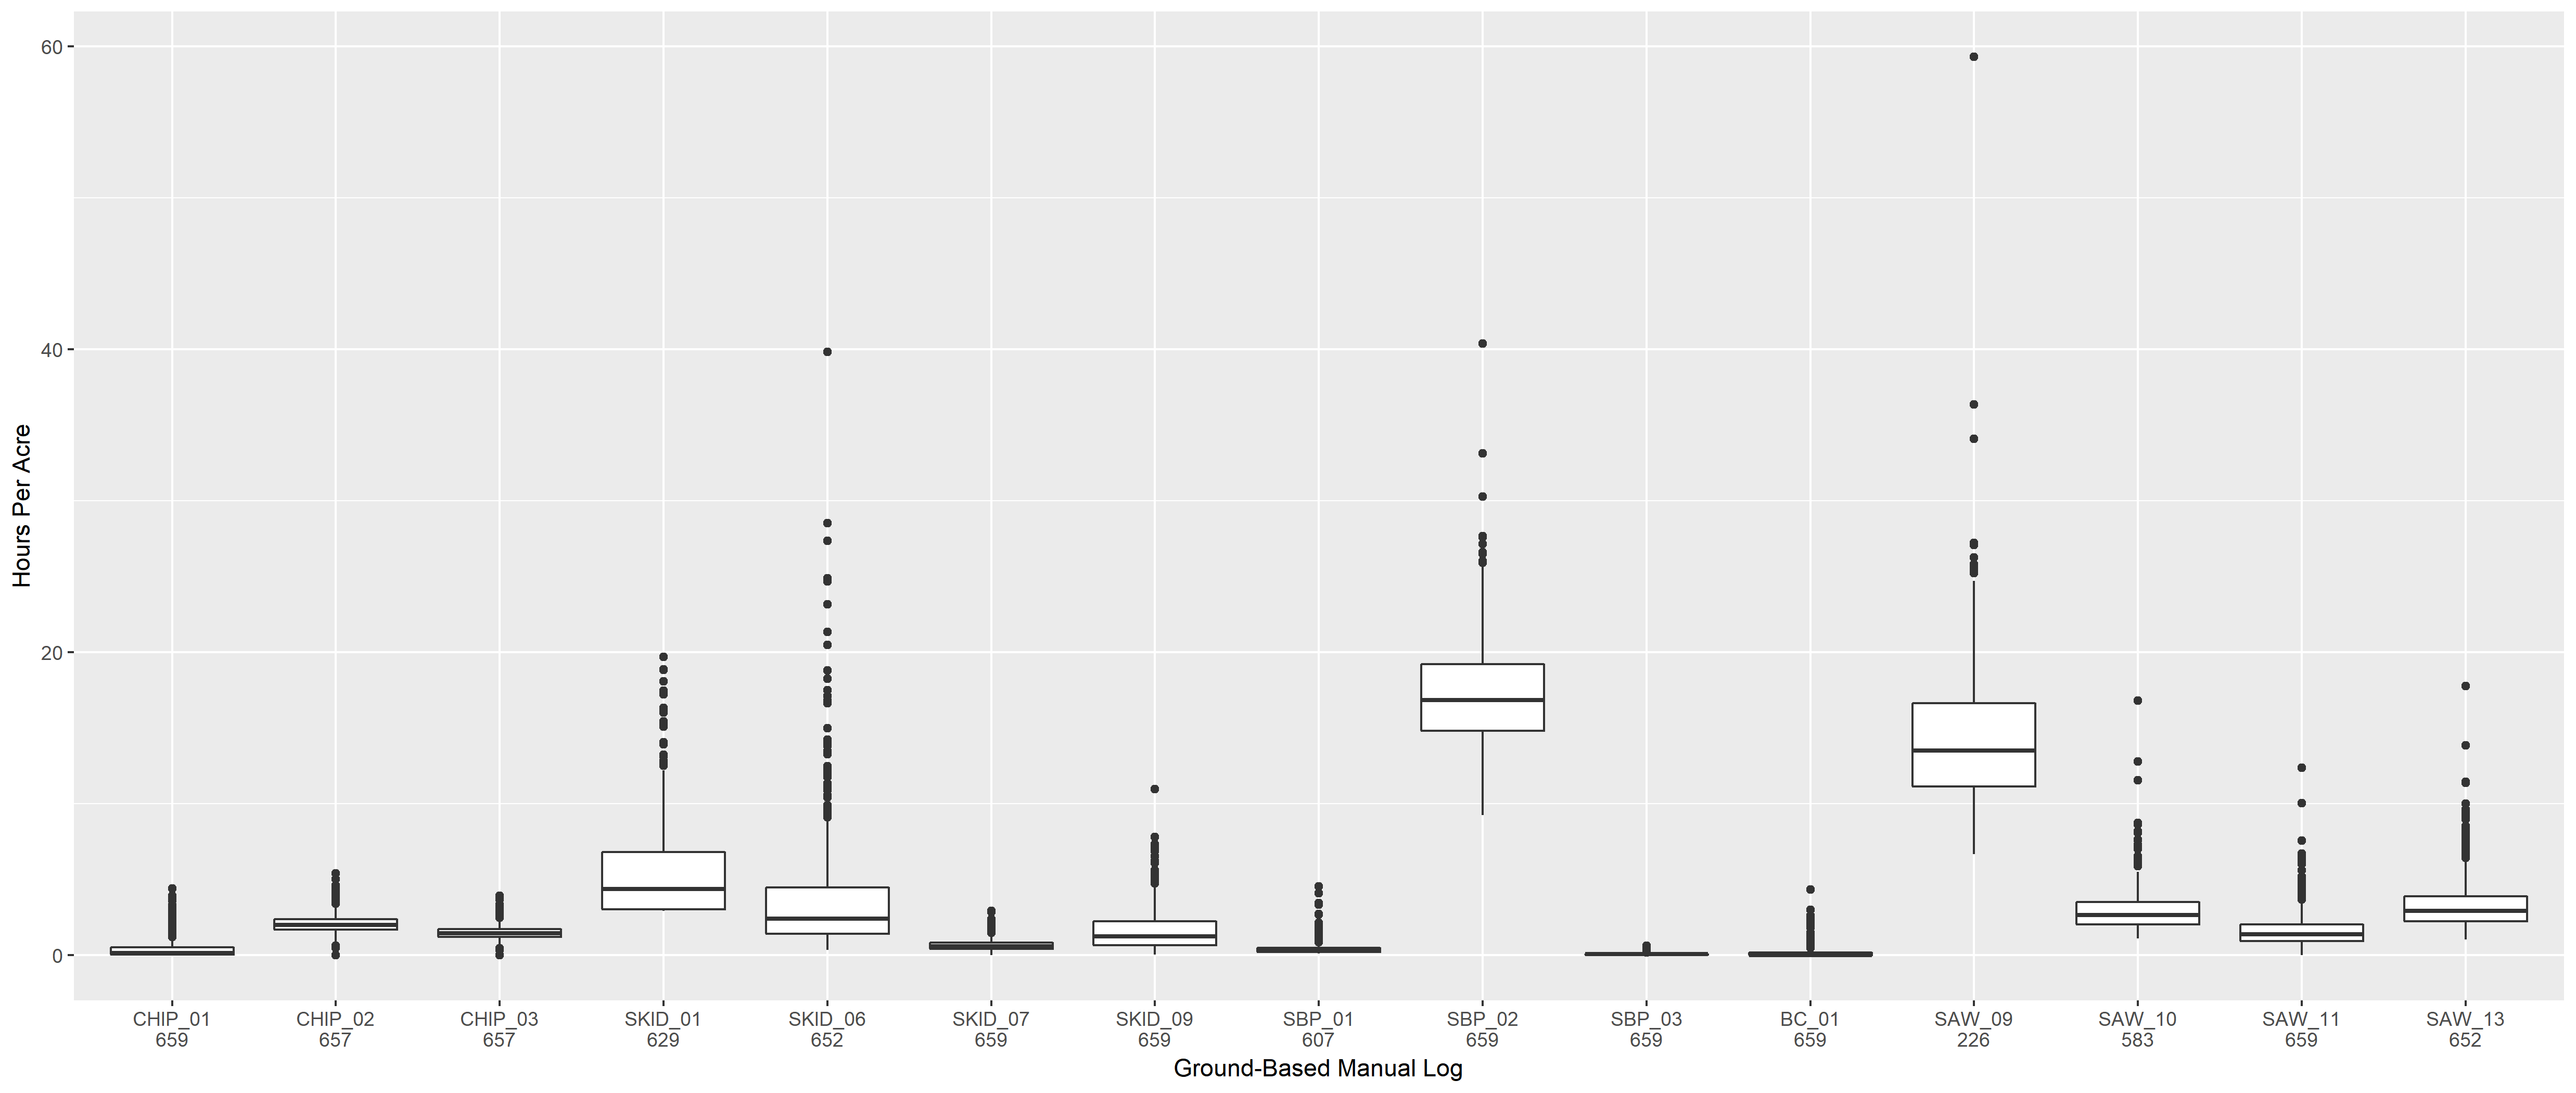 60
40
20
0
Hours Per Acre
CHIP_01 CHIP_02 CHIP_03 SKID_01 SKID_06 SKID_07 SKID_09 SBP_01 SBP_02 SBP_03 BC_01 SAW_09 SAW_10 SAW_11 SAW_13
659 657 657 629 652 659 659 607 659 659 659 226 583 659 652
Ground-Based Manual Log